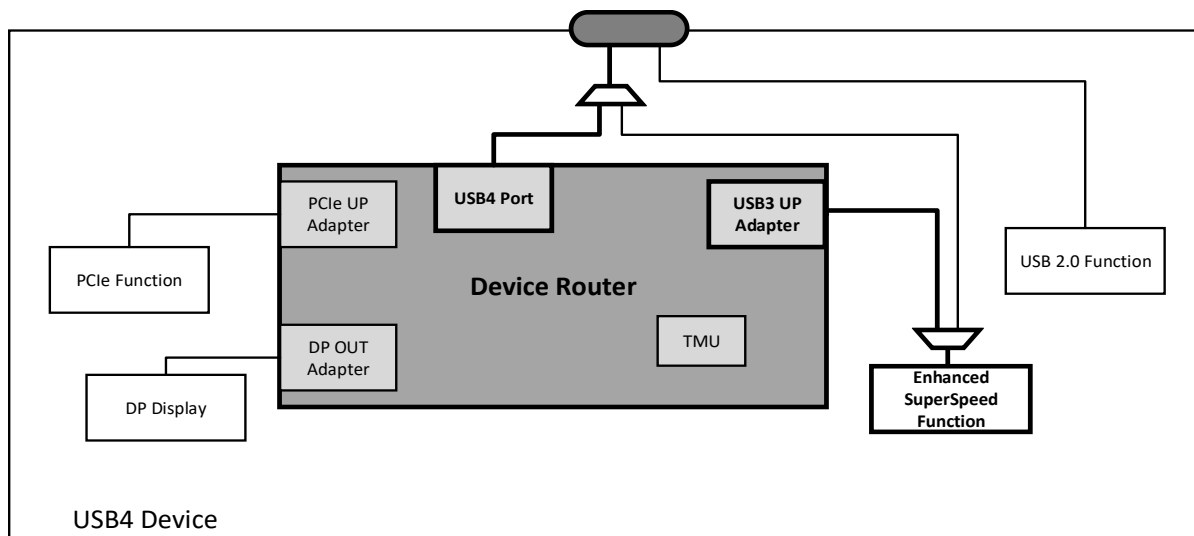 PCIe UP
Adapter
USB4 Port
USB3 UP
Adapter
PCIe Function
USB 2.0 Function
Device Router
DP OUT
Adapter
TMU
DP Display
Enhanced
SuperSpeed
Function
USB4 Device